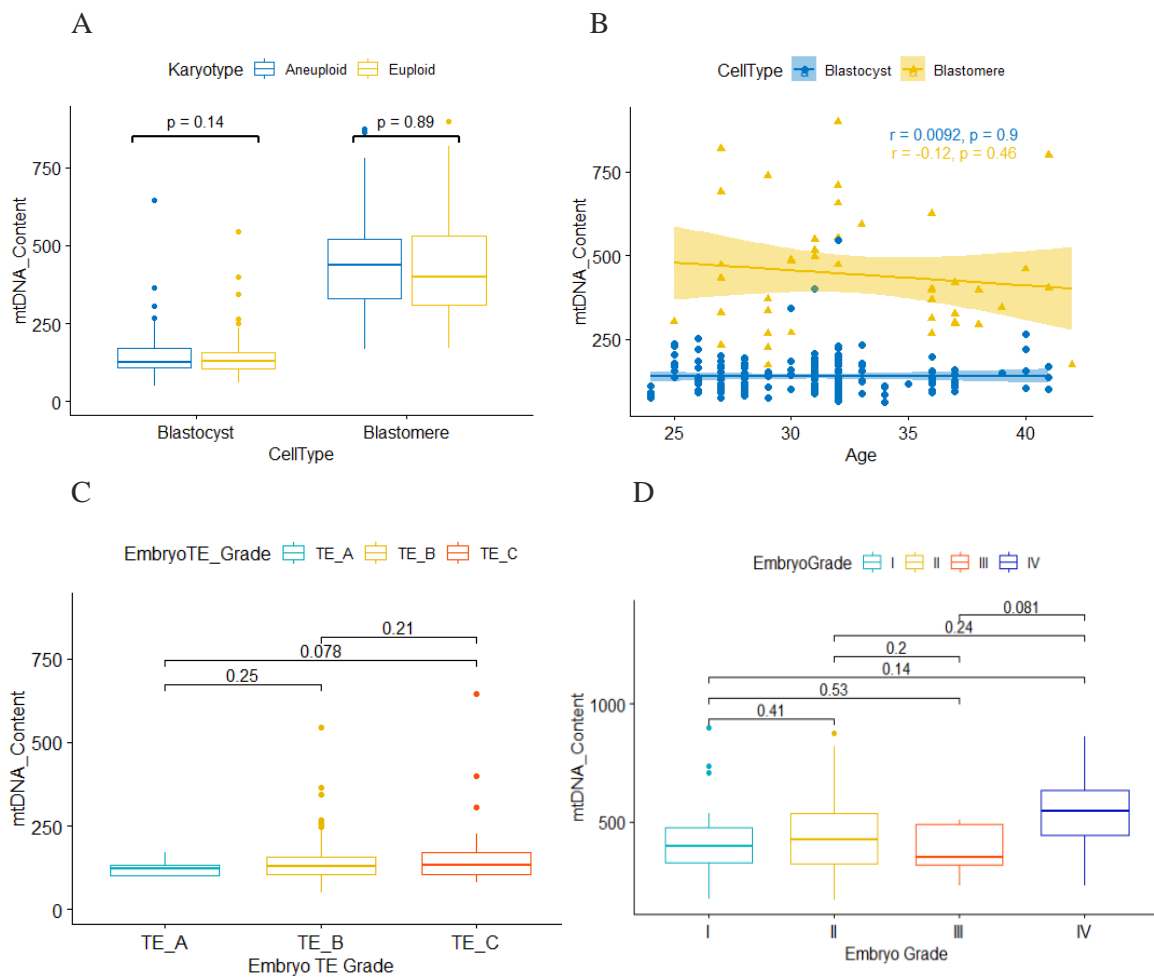 A
Karyotype Aneuploid Euploid
p = 0.14
p = 0.89
mtDNA_Content
750
500
250
0
Blastocyst Blastomere
CellType
B
CellType Blastocyst Blastomere
r = 0.0092, p = 0.9
r = -0.12, p = 0.46
mtDNA_Content
750
500
250
25 30 35 40
Age
C
EmbryoTE_Grade TE_A TE_B TE_C
0.21
0.078
0.25
mtDNA_Content
750
500
250
0
TE_A TE_B TE_C
Embryo TE Grade
D
EmbryoGrade I II III IV
0.081
0.24
0.2
0.14
0.53
0.41
mtDNA_Content
1000
500
I II III IV
Embryo Grade